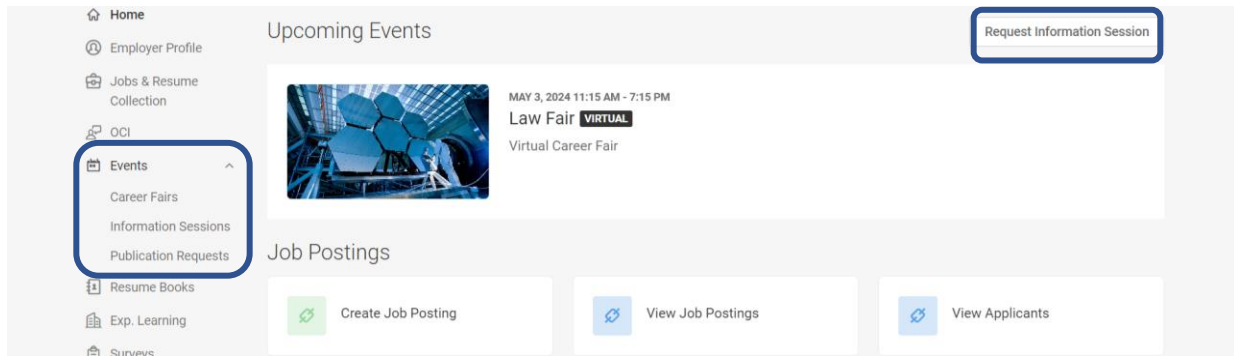 Home
Employer Profile
Jobs & Resume
Collection
OCI
Events
Career Fairs
Information Sessions
Publication Requests
Resume Books
Exp. Learning
Surveys
Upcoming Events
Request Information Session
MAY 3, 2024 11:15 AM - 7:15 PM
Law Fair VIRTUAL
Virtual Career Fair
Job Postings
Create Job Posting
View Job Postings
View Applicants